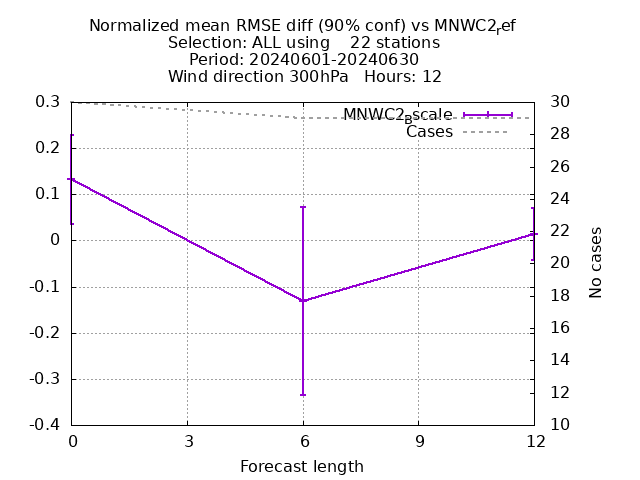 Normalized mean RMSE diff (90% conf) vs MNWC2ref
Selection: ALL using    22 stations
Period: 20240601-20240630
Wind direction 300hPa   Hours: 12
0.3
0.2
0.1
0
-0.1
-0.2
-0.3
-0.4
MNWC2Bscale
Cases
30
28
26
24
22
20
18
16
14
12
10
No cases
0 3 6 9 12
Forecast length